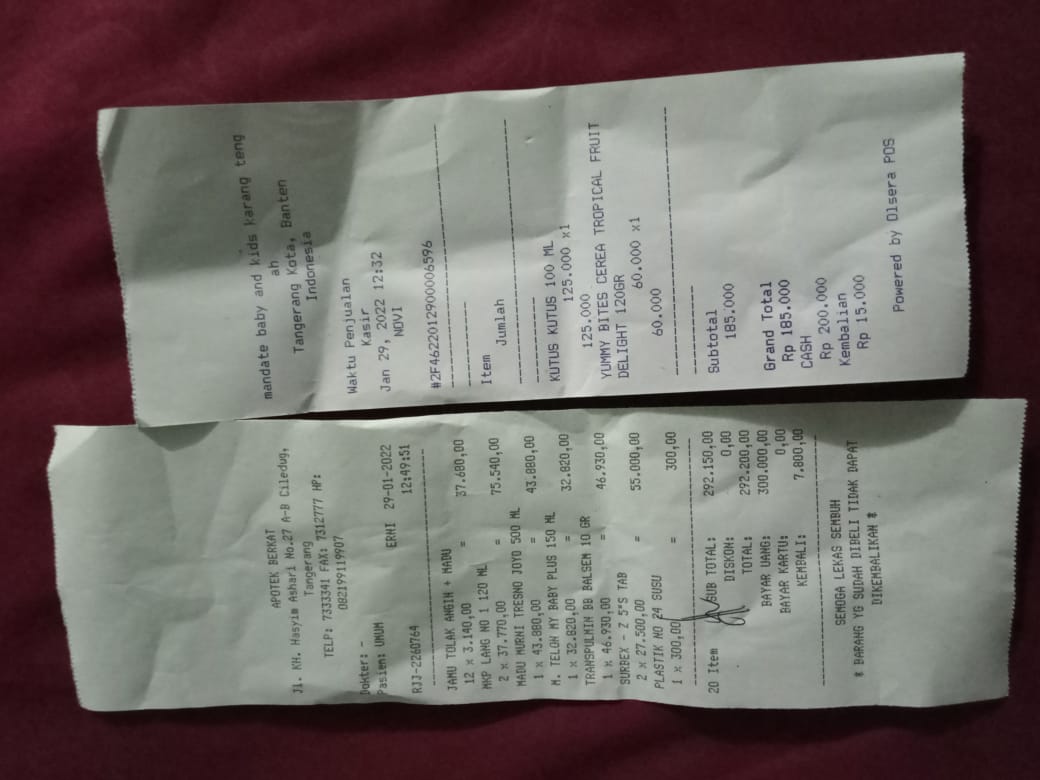 mandate baby and kids karang teng
ah
Tangerang Kota, Banten
Indonesia
Waktu Penjualan
Kasir
Jan 29, 2022 12:32
NOVI
#2F4622012900006596
Item
Jumlah
KUTUS KUTUS 100 ML
125.000 x1
125.000
YUMMY BITES CEREA TROPICAL FRUIT
DELIGHT 120GR
60.000 x1
60.000
Subtotal
185.000
Grand Total
Rp 185.000
CASH
Rp 200.000
Kembalian
Rp 15.000
Powered by Olsera POS
APOTEK BERKAT
Jl. KH. Hasyim Ashari No.27 A-B Ciledug,
Tangerang
TELP: 7333341 FAX: 7312777 HP:
082199119907
Dokter: -
Pasien: UMUM ERNI 29-01-2022
RJJ-2260764 12:49:51
JAMU TOLAK ANGIN + MADU
12 x 3.140,00 = 37.680,00
MKP LANG NO 1 120 ML
2 x 37.770,00 = 75.540,00
MADU MURNI TRESNO JOYO 500 ML
1 x 43.880,00 = 43.880,00
M. TELON MY BABY PLUS 150 ML
1 x 32.820,00 = 32.820,00
TRANSPULMIN BB BALSEM 10 GR
1 x 46.930,00 = 46.930,00
SURBEX - Z 5"S TAB
2 x 27.500,00 = 55.000,00
PLASTIK NO 24 SUSU
1 x 300,00 = 300,00
20 Item SUB TOTAL: 292.150,00
DISKON: 0,00
TOTAL: 292.200,00
BAYAR UANG: 300.000,00
BAYAR KARTU: 0,00
KEMBALI: 7.800,00
SEMOGA LEKAS SEMBUH
* BARANG YG SUDAH DIBELI TIDAK DAPAT
DIKEMBALIKAN *